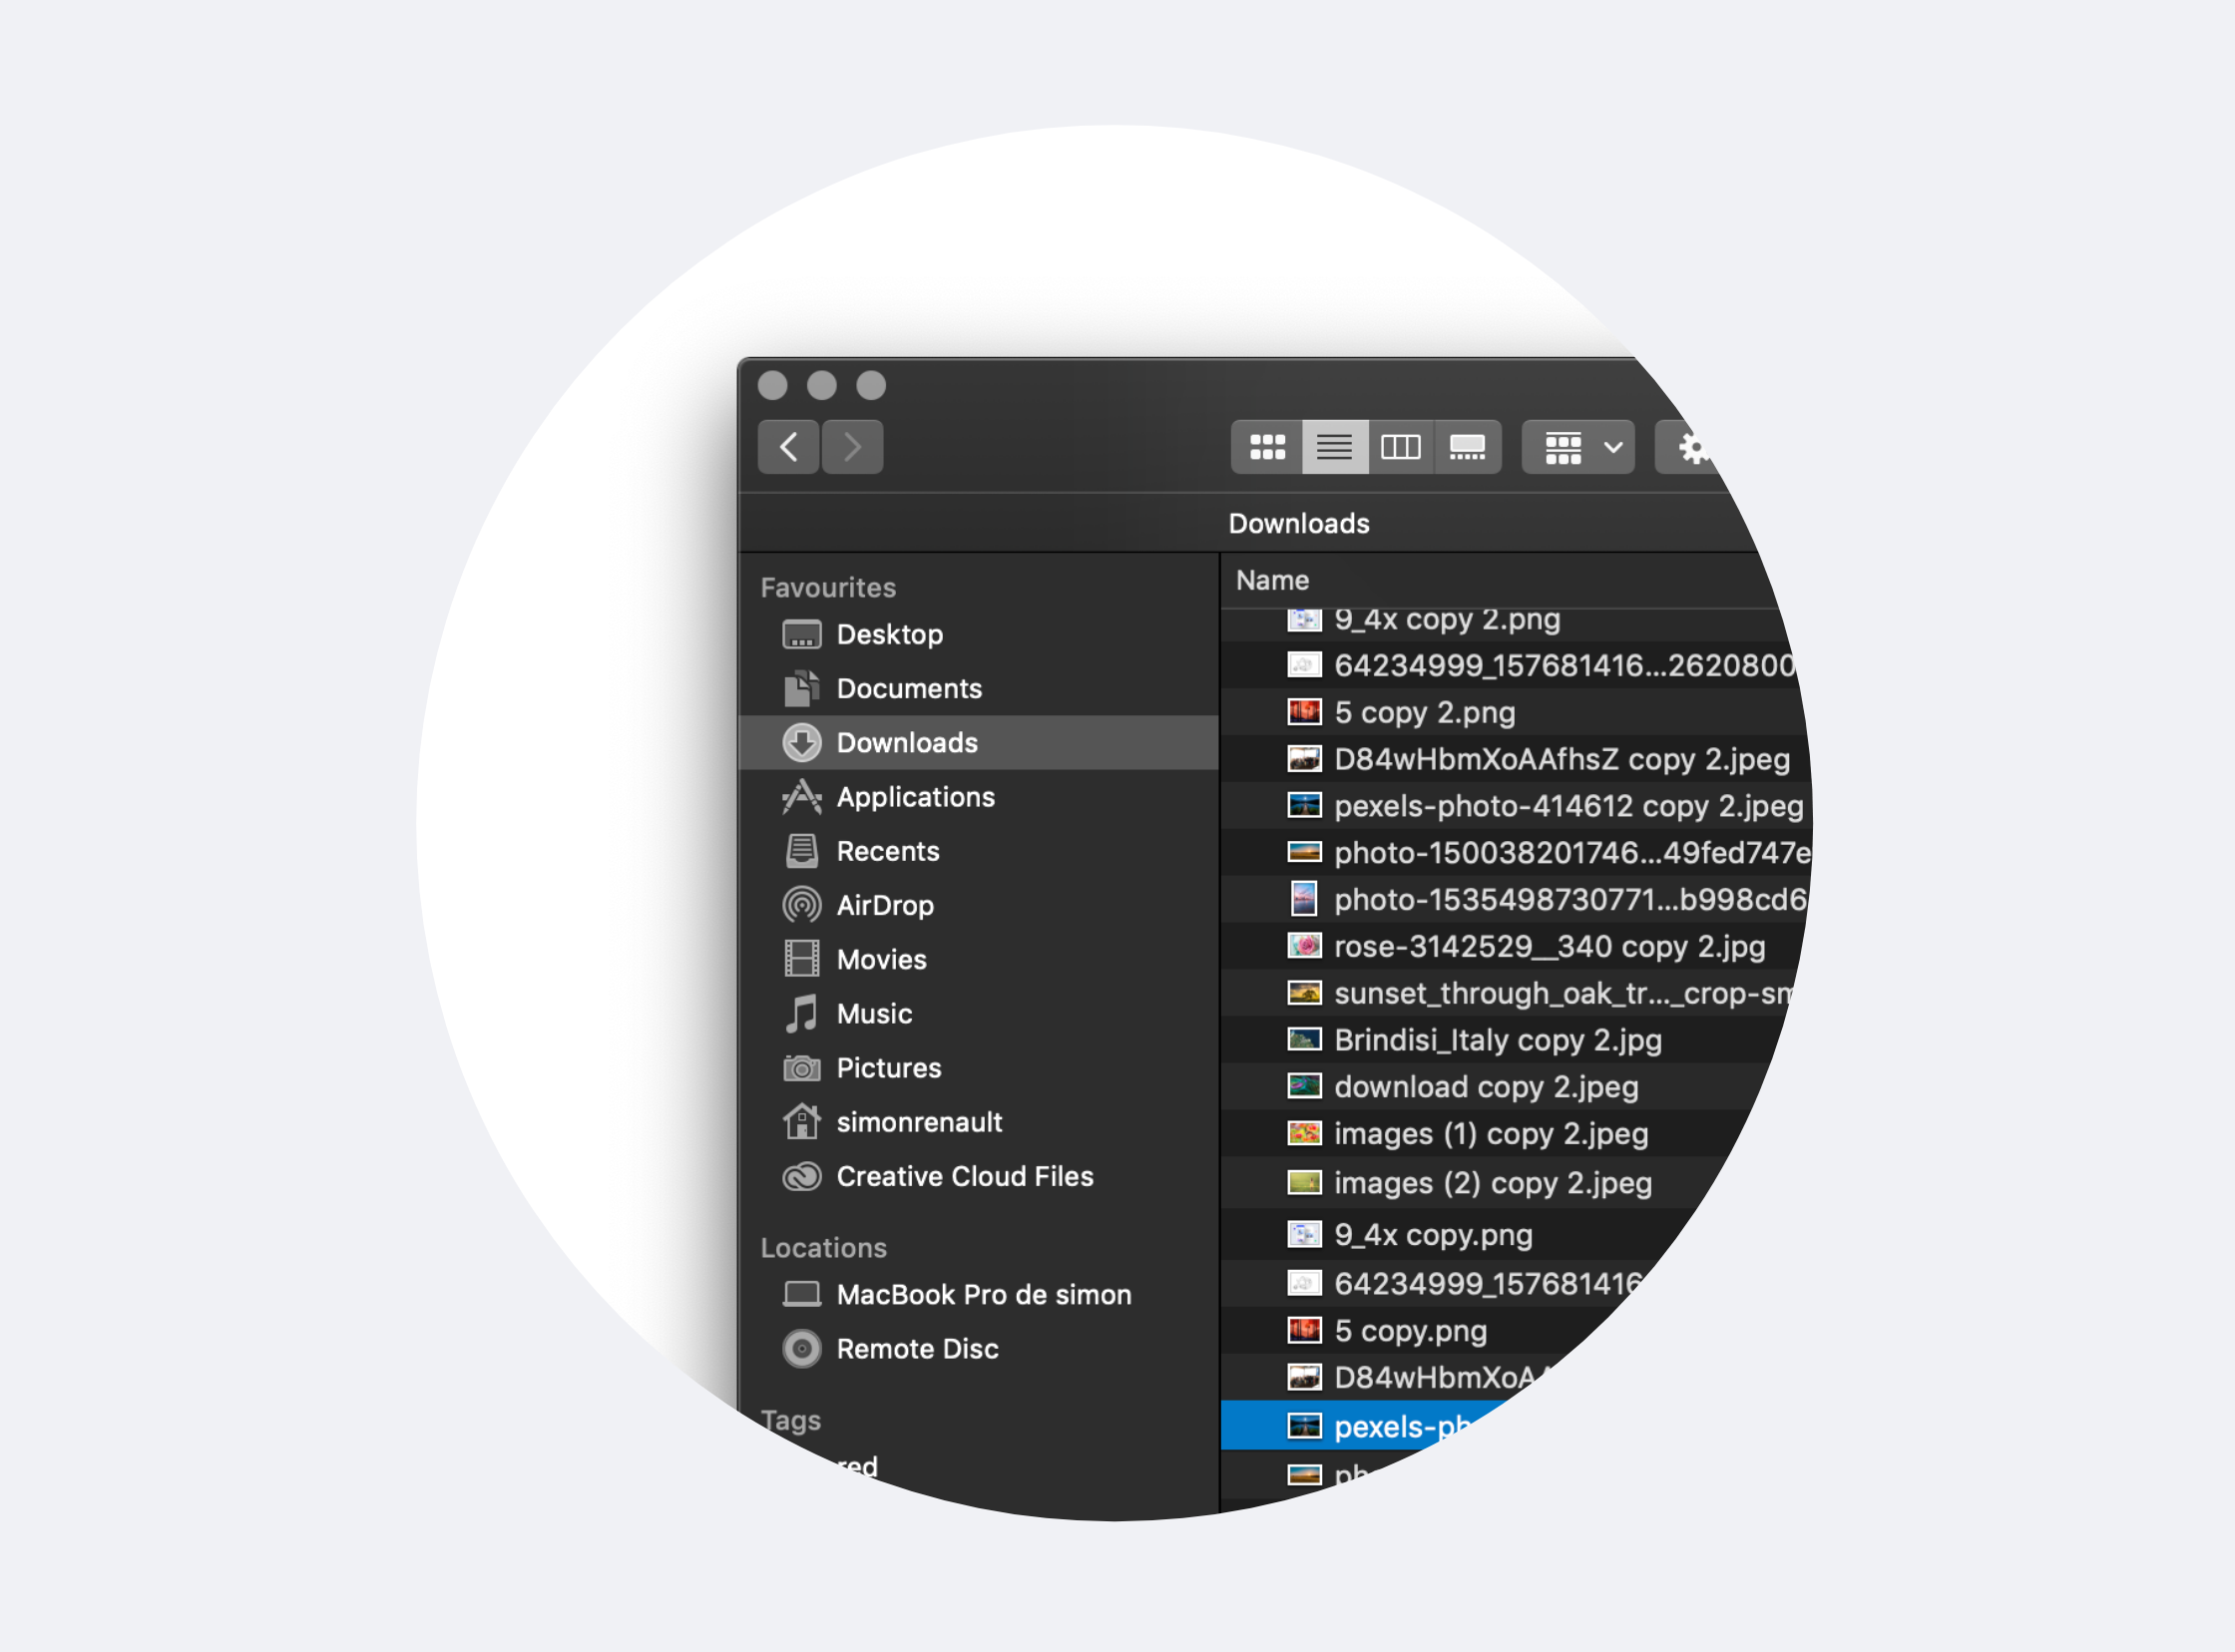 Downloads
Favourites
Desktop
Documents
Downloads
Applications
Recents
AirDrop
Movies
Music
Pictures
simonrenault
Creative Cloud Files
Locations
MacBook Pro de simon
Remote Disc
Tags
red
Name
9_4x copy 2.png
64234999_157681416...2620800
5 copy 2.png
D84wHbmXoAAfhsZ copy 2.jpeg
pexels-photo-414612 copy 2.jpeg
photo-150038201746...49fed747e
photo-1535498730771...b998cd6
rose-3142529__340 copy 2.jpg
sunset_through_oak_tr..._crop-sm
Brindisi_Italy copy 2.jpg
download copy 2.jpeg
images (1) copy 2.jpeg
images (2) copy 2.jpeg
9_4x copy.png
64234999_157681416
5 copy.png
D84wHbmXoA
pexels-ph
ph